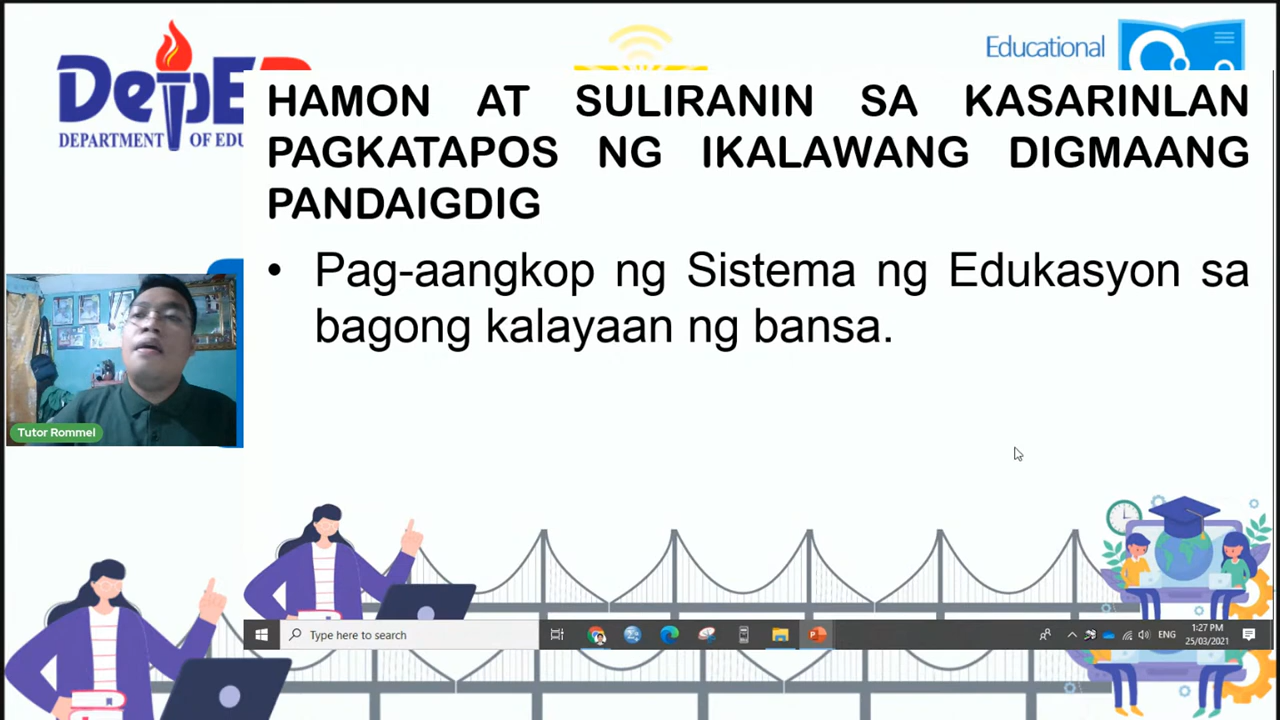 DepE
DEPARTMENT OF EDU
Educational
HAMON AT SULIRANIN SA KASARINLAN
PAGKATAPOS NG IKALAWANG DIGMAANG
PANDAIGDIG
• Pag-aangkop ng Sistema ng Edukasyon sa
bagong kalayaan ng bansa.
Tutor Rommel
Type here to search
ENG
1:27 PM
25/03/2021